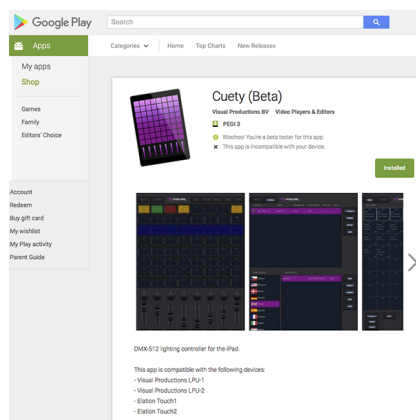 Google Play
Search
Apps
Categories
Home
Top Charts
New Releases
My apps
Shop
Games
Family
Editors' Choice
Account
Redeem
Buy gift card
My wishlist
My Play activity
Parent Guide
Cuety (Beta)
Visual Productions BV Video Players & Editors
PEGI 3
Woohoo! You're a beta tester for this app.
This app is incompatible with your device.
Installed
DMX-512 lighting controller for the iPad.
This app is compatible with the following devices:
- Visual Productions LPU-1
- Visual Productions LPU-2
- Elation Touch1
- Elation Touch2